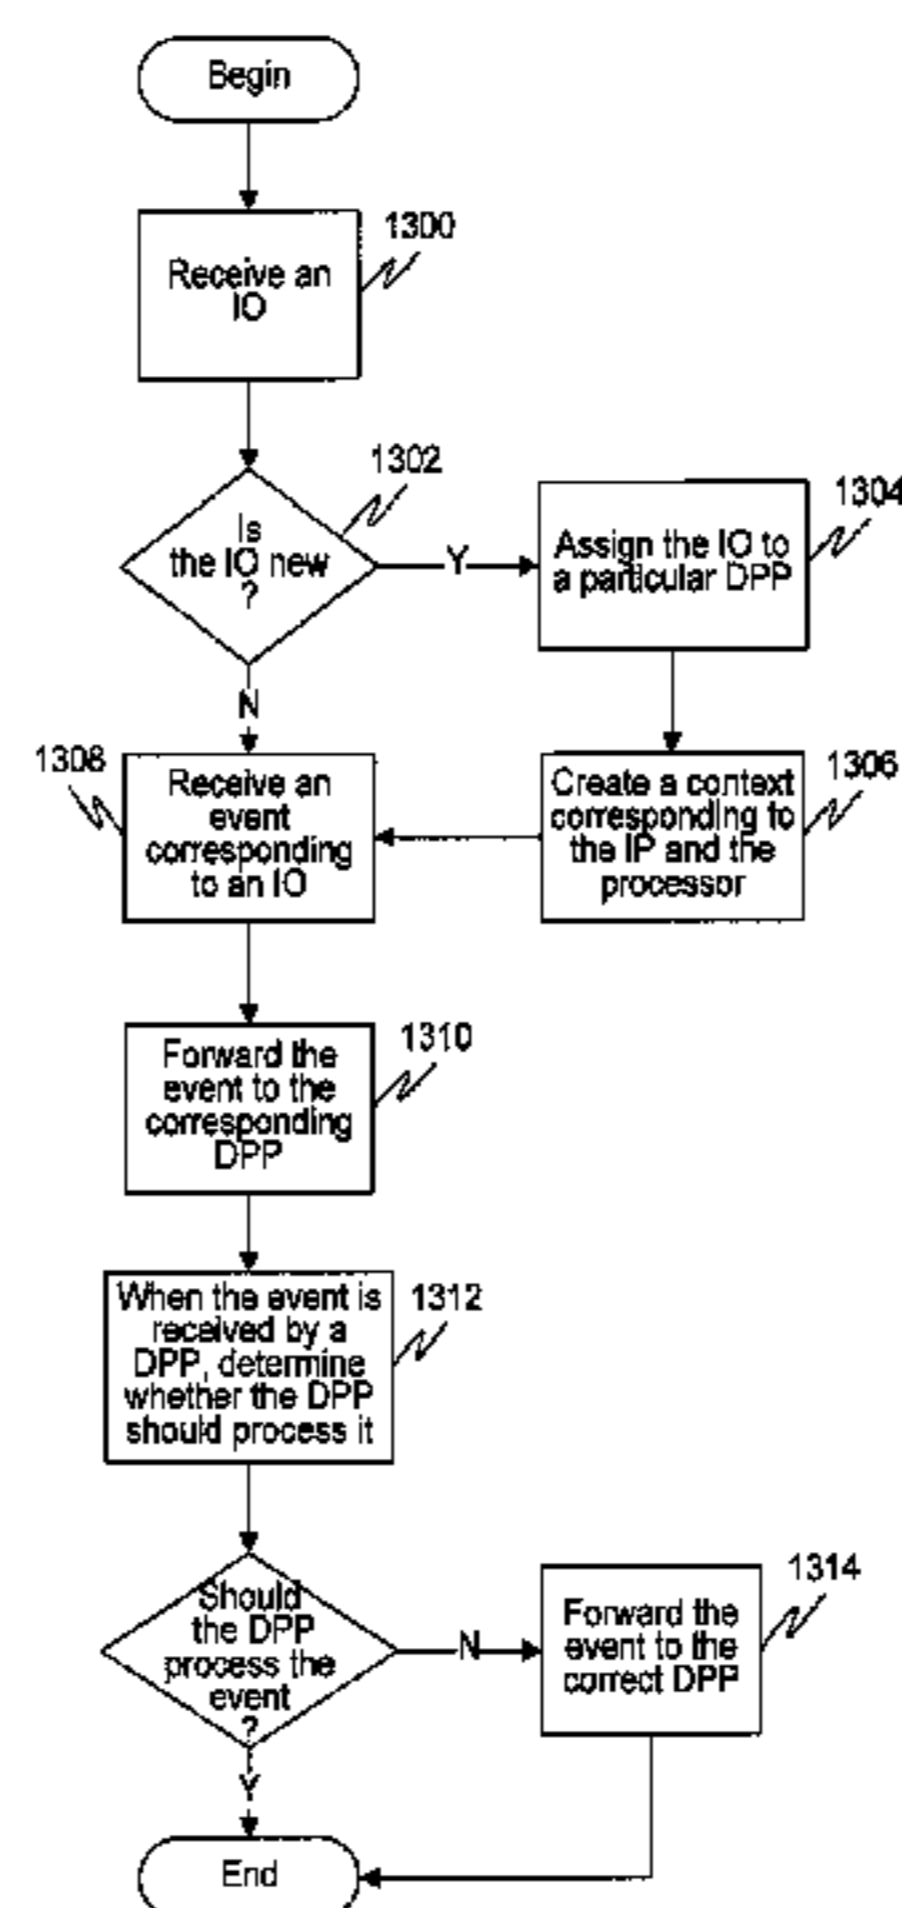 Begin
1300
Receive an
IO
1302
Is
the IO new
?
Y
1304
Assign the IO to
a particular DPP
N
1308
Receive an
event
corresponding
to an IO
1306
Create a context
corresponding to
the IP and the
processor
1310
Forward the
event to the
corresponding
DPP
1312
When the event is
received by a
DPP, determine
whether the DPP
should process it
Should
the DPP
process the
event
?
N
1314
Forward the
event to the
correct DPP
Y
End